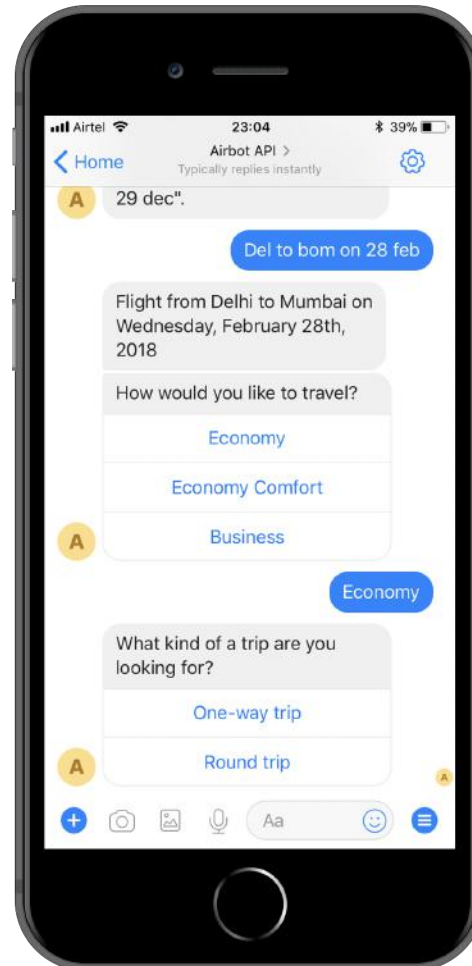 Airtel
23:04
39%
Home
Airbot API >
Typically replies instantly
A
29 dec".
Del to bom on 28 feb
Flight from Delhi to Mumbai on
Wednesday, February 28th,
2018
How would you like to travel?
Economy
Economy Comfort
Business
A
Economy
What kind of a trip are you
looking for?
One-way trip
Round trip
A
A
Aa